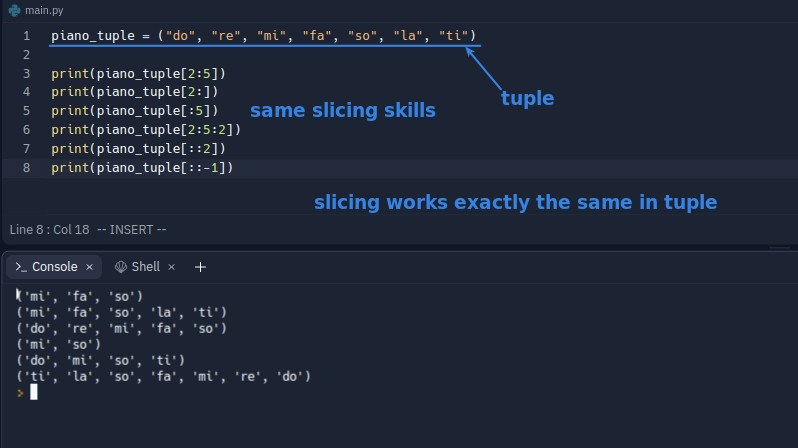 main.py
1 piano_tuple = ("do", "re", "mi", "fa", "so", "la", "ti")
2
tuple
3 print(piano_tuple[2:5])
4 print(piano_tuple[2:])
5 print(piano_tuple[:5])
same slicing skills
6 print(piano_tuple[2:5:2])
7 print(piano_tuple[::2])
8 print(piano_tuple[::-1])
slicing works exactly the same in tuple
Line 8 : Col 18 -- INSERT --
>_ Console × Shell × +
('mi', 'fa', 'so')
('mi', 'fa', 'so', 'la', 'ti')
('do', 're', 'mi', 'fa', 'so')
('mi', 'so')
('do', 'mi', 'so', 'ti')
('ti', 'la', 'so', 'fa', 'mi', 're', 'do')
>